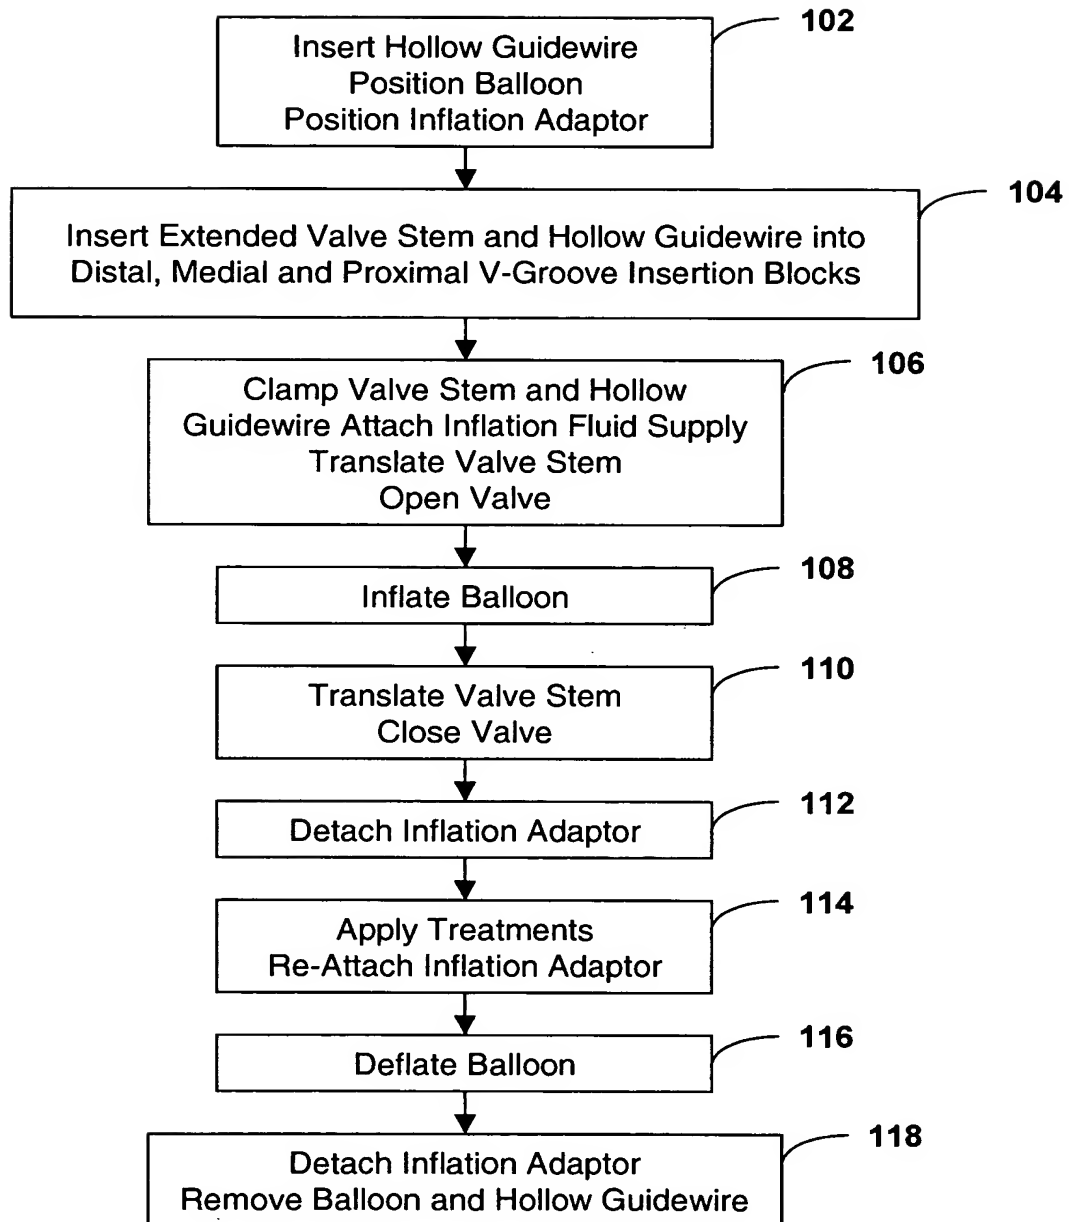 102
Insert Hollow Guidewire
Position Balloon
Position Inflation Adaptor
104
Insert Extended Valve Stem and Hollow Guidewire into
Distal, Medial and Proximal V-Groove Insertion Blocks
106
Clamp Valve Stem and Hollow
Guidewire Attach Inflation Fluid Supply
Translate Valve Stem
Open Valve
108
Inflate Balloon
110
Translate Valve Stem
Close Valve
112
Detach Inflation Adaptor
114
Apply Treatments
Re-Attach Inflation Adaptor
116
Deflate Balloon
118
Detach Inflation Adaptor
Remove Balloon and Hollow Guidewire